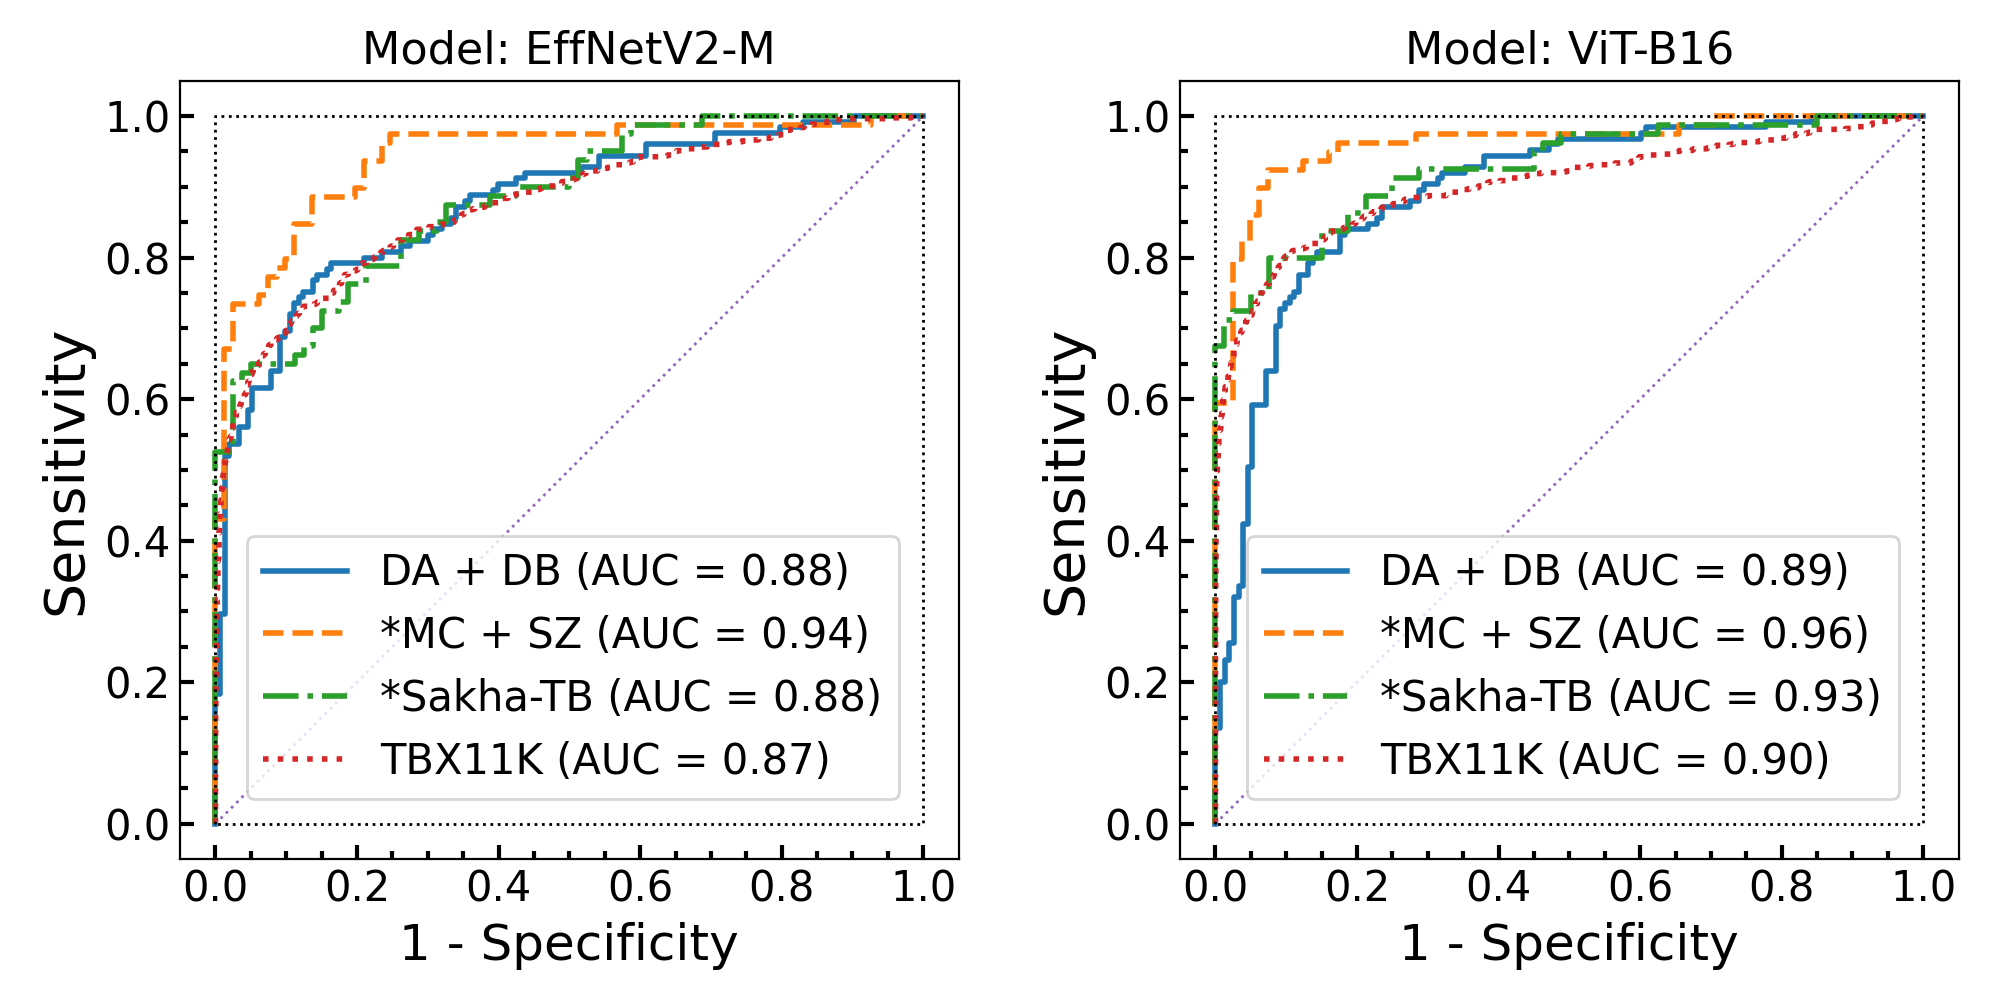 Model: EffNetV2-M
Sensitivity
1.0
0.8
0.6
0.4
0.2
0.0
DA + DB (AUC = 0.88)
*MC + SZ (AUC = 0.94)
*Sakha-TB (AUC = 0.88)
TBX11K (AUC = 0.87)
0.0 0.2 0.4 0.6 0.8 1.0
1 - Specificity
Model: ViT-B16
Sensitivity
1.0
0.8
0.6
0.4
0.2
0.0
DA + DB (AUC = 0.89)
*MC + SZ (AUC = 0.96)
*Sakha-TB (AUC = 0.93)
TBX11K (AUC = 0.90)
0.0 0.2 0.4 0.6 0.8 1.0
1 - Specificity